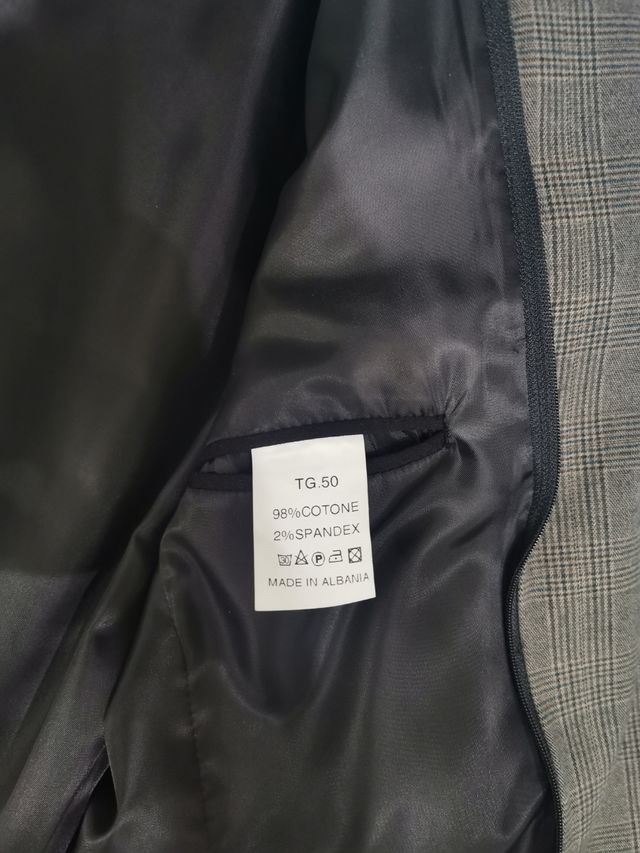 TG.50
98%COTONE
2%SPANDEX
MADE IN ALBANIA